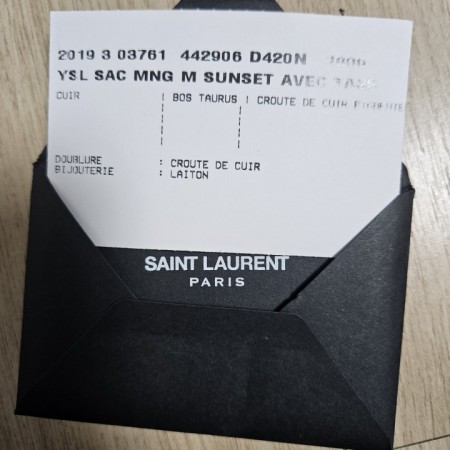 2019 3 03761 442906 D420N
YSL SAC MNG M SUNSET AVEC
CUIR | BOS TAURUS | CROUTE DE CUIR PIGMENTE
DOUBLURE : CROUTE DE CUIR
BIJOUTERIE : LAITON
SAINT LAURENT
PARIS